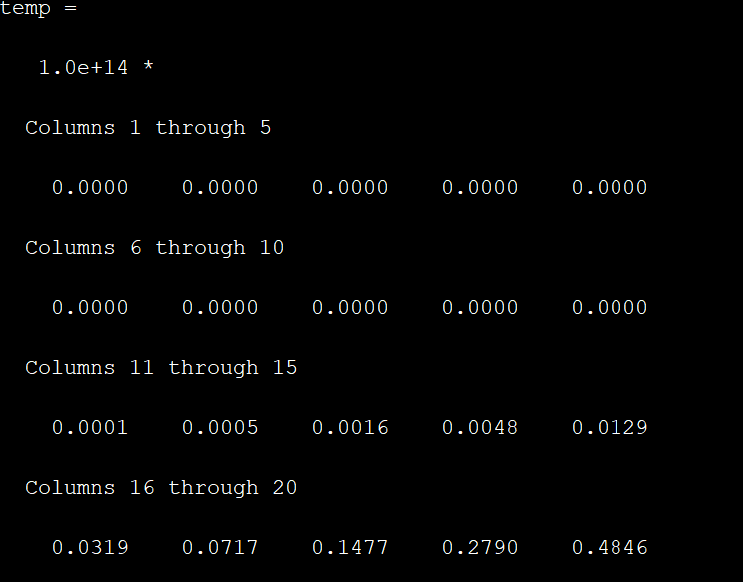 temp =
1.0e+14 *
Columns 1 through 5
0.0000 0.0000 0.0000 0.0000 0.0000
Columns 6 through 10
0.0000 0.0000 0.0000 0.0000 0.0000
Columns 11 through 15
0.0001 0.0005 0.0016 0.0048 0.0129
Columns 16 through 20
0.0319 0.0717 0.1477 0.2790 0.4846